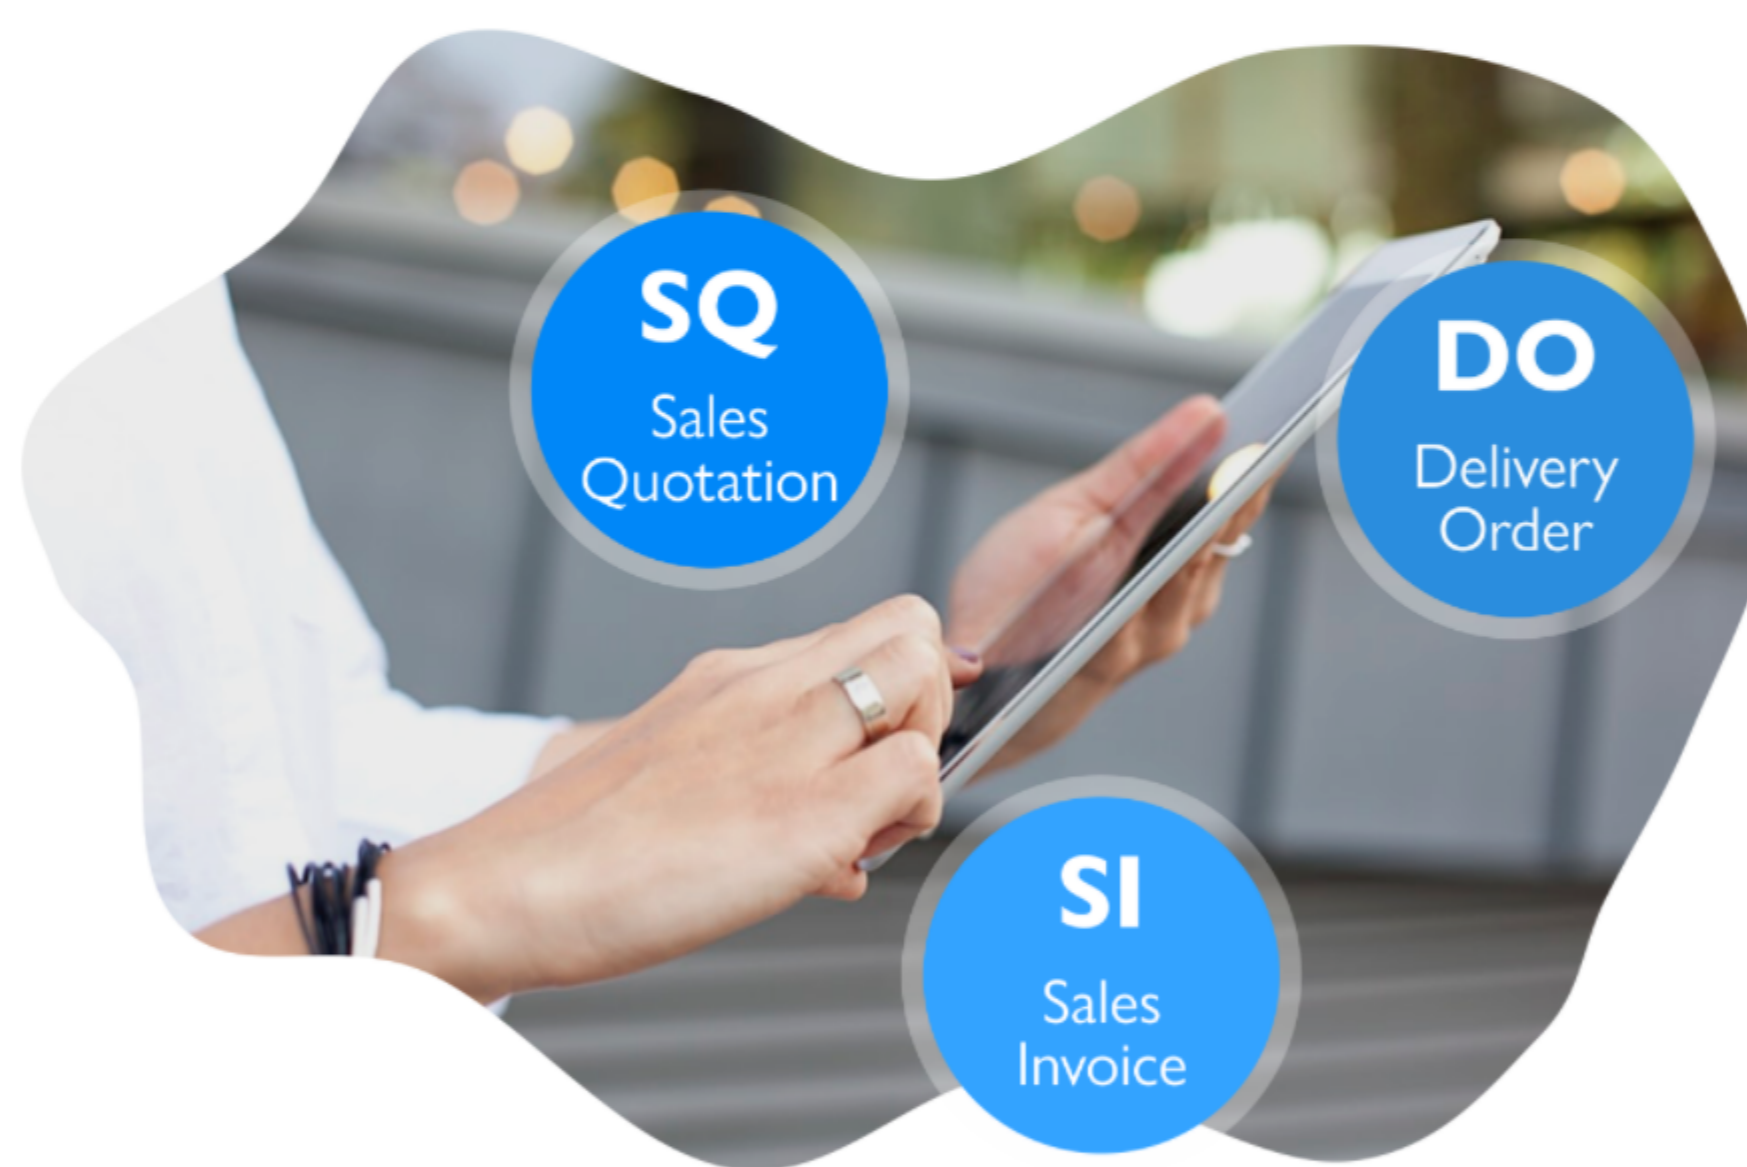 SQ
Sales
Quotation
DO
Delivery
Order
SI
Sales
Invoice